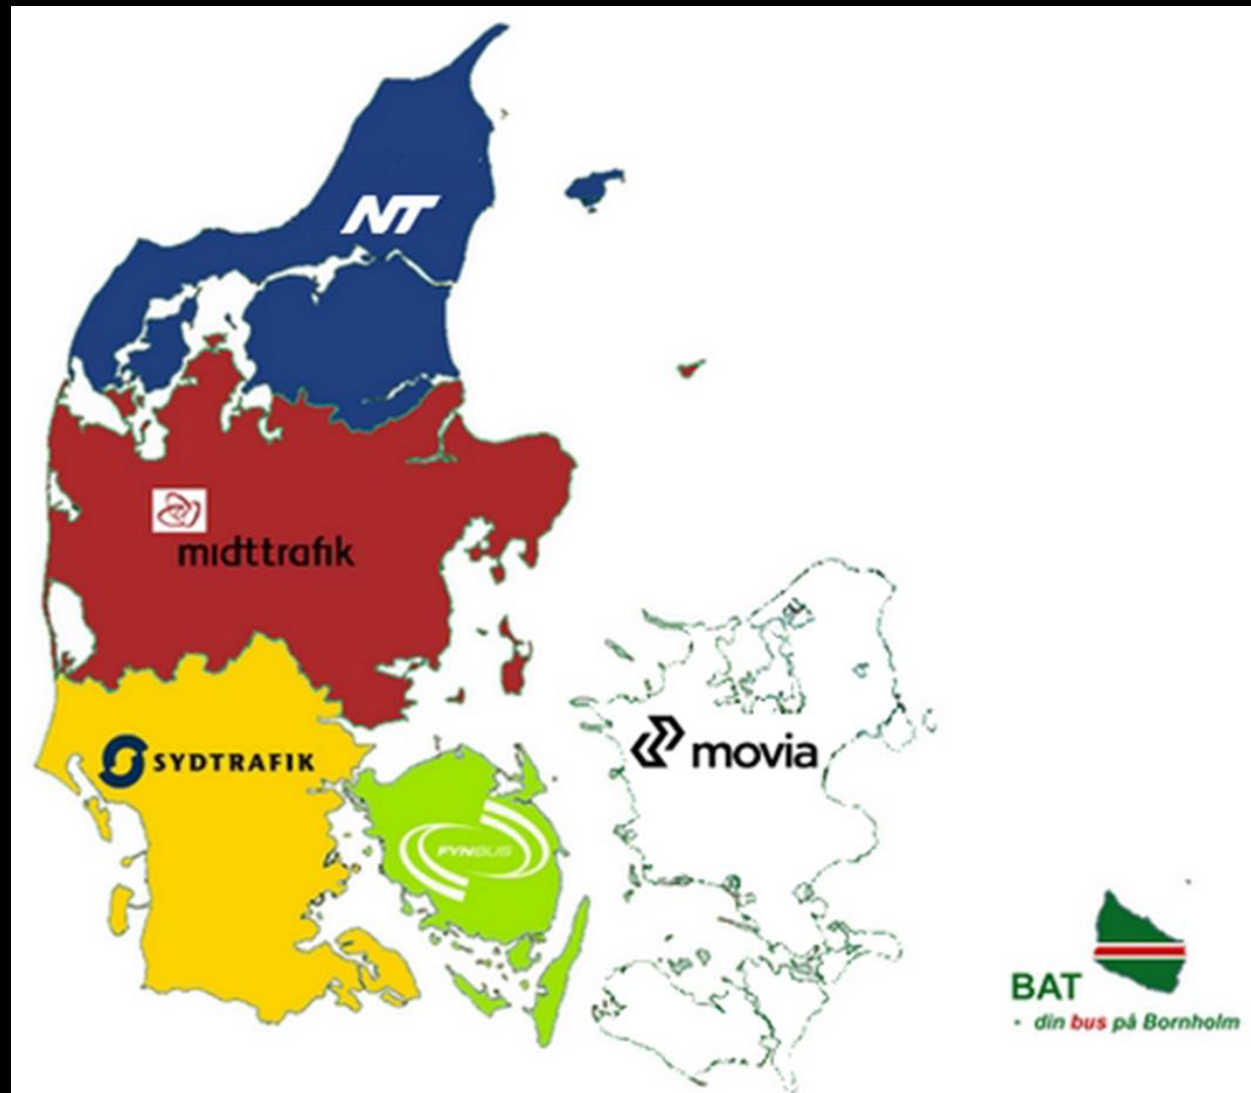 NT
midttrafik
SYDTRAFIK
movia
FYNBUS
BAT
- din bus på Bornholm